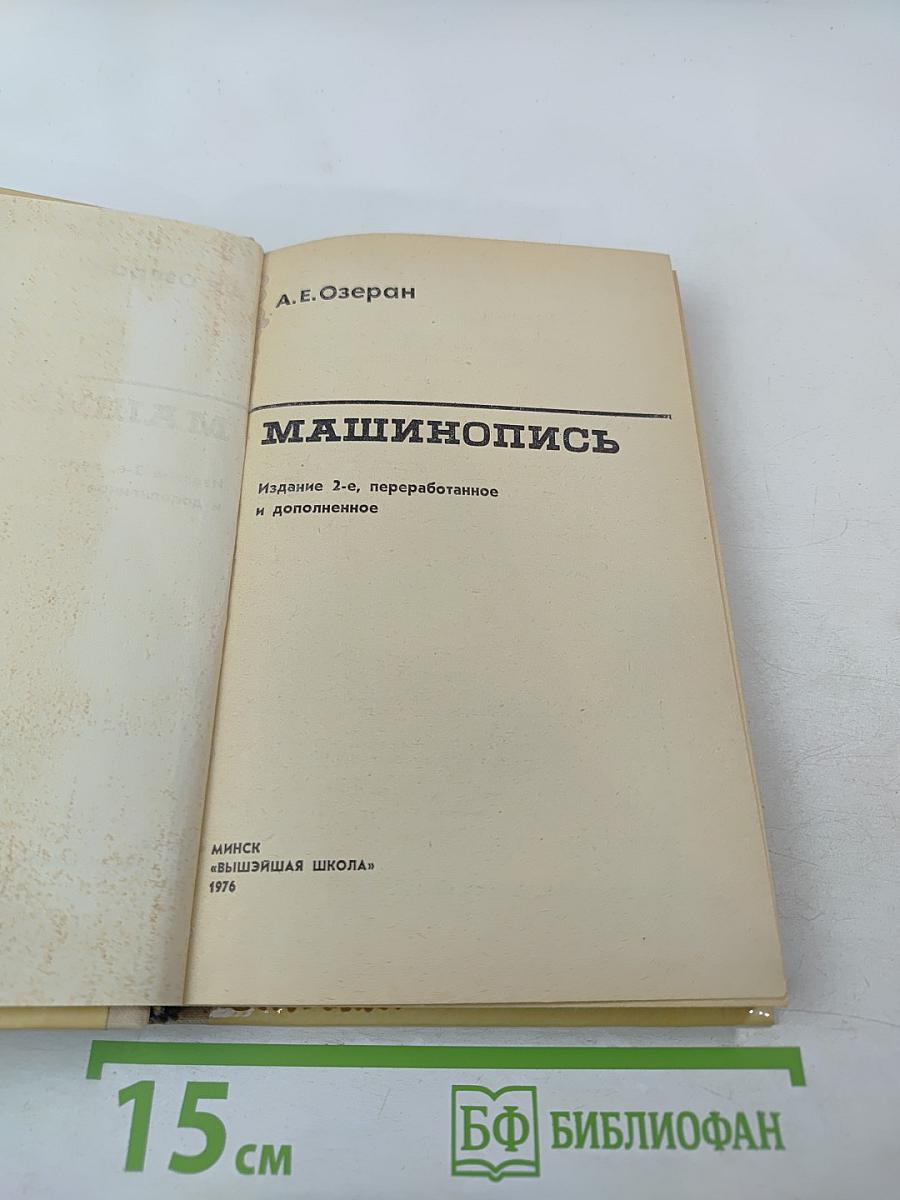 А. Е. Озеран
МАШИНОПИСЬ
Издание 2-е, переработанное
и дополненное
МИНСК
«ВЫШЭЙШАЯ ШКОЛА»
1976
15 см
БФ БИБЛИОФАН